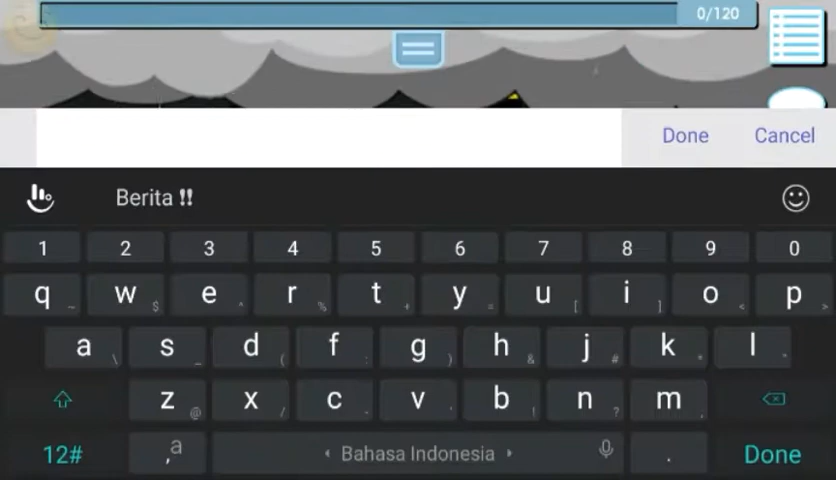 0/120
Done Cancel
Berita ‼
1 2 3 4 5 6 7 8 9 0
q ~ w $ e ^ r % t + y = u [ i ] o < p >
a \ s _ d ( f : g ) h & j # k * l "
z @ x / c - v ' b ! n ? m ,
12# , a Bahasa Indonesia . Done